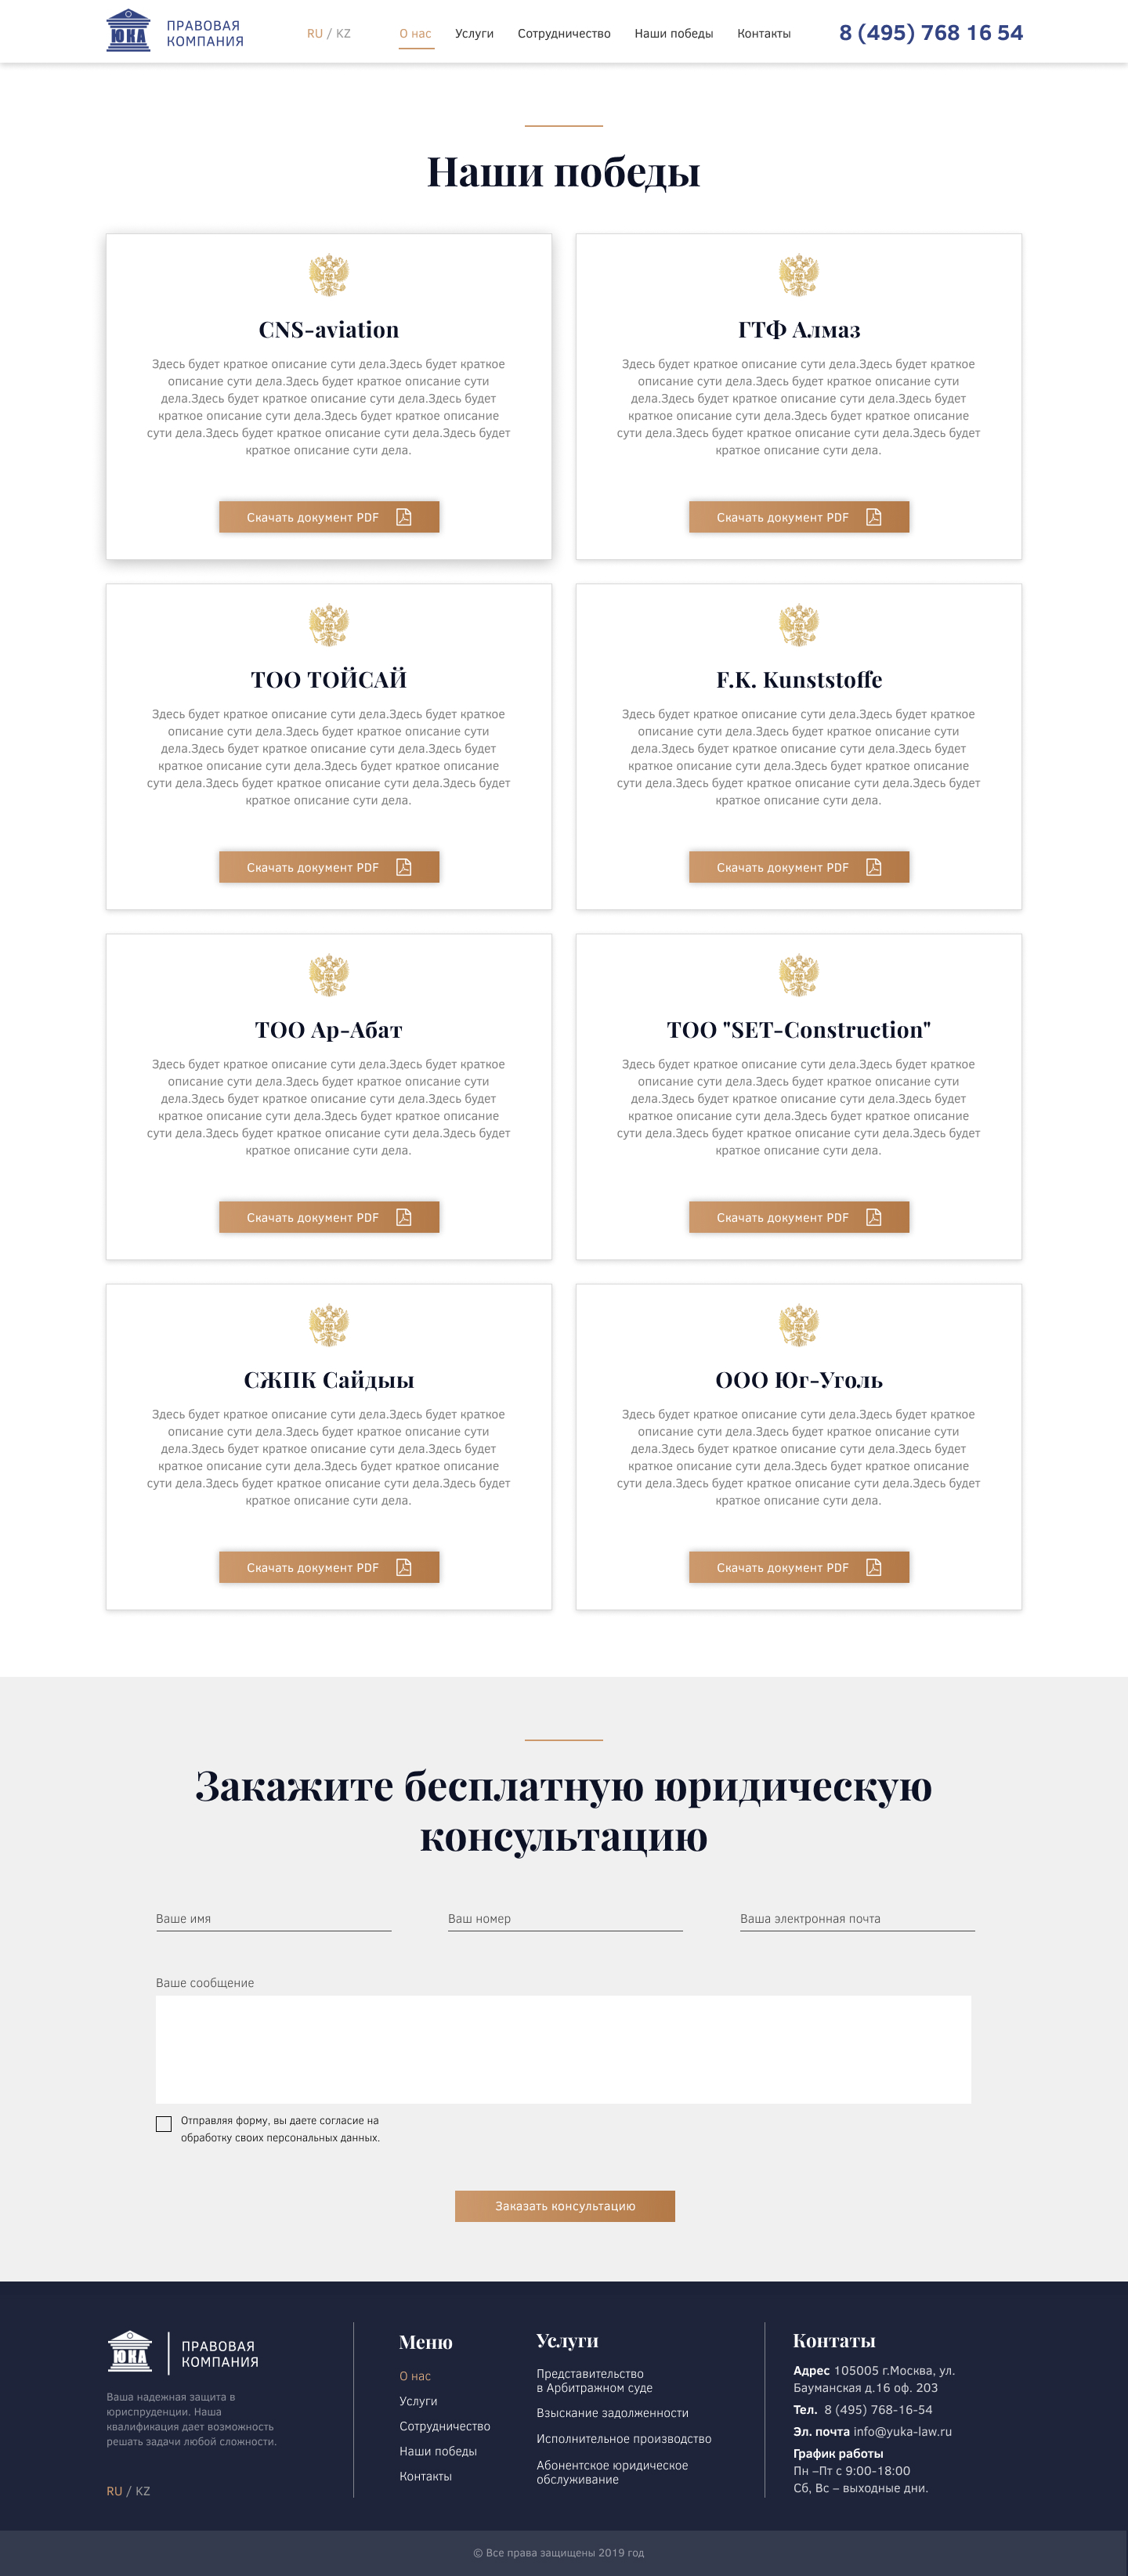 ЮКА
ПРАВОВАЯ
КОМПАНИЯ
RU / KZ
О нас
Услуги
Сотрудничество
Наши победы
Контакты
8 (495) 768 16 54
Наши победы
CNS-aviation
Здесь будет краткое описание сути дела.Здесь будет краткое
описание сути дела.Здесь будет краткое описание сути
дела.Здесь будет краткое описание сути дела.Здесь будет
краткое описание сути дела.Здесь будет краткое описание
сути дела.Здесь будет краткое описание сути дела.Здесь будет
краткое описание сути дела.
Скачать документ PDF
ГТФ Алмаз
Здесь будет краткое описание сути дела.Здесь будет краткое
описание сути дела.Здесь будет краткое описание сути
дела.Здесь будет краткое описание сути дела.Здесь будет
краткое описание сути дела.Здесь будет краткое описание
сути дела.Здесь будет краткое описание сути дела.Здесь будет
краткое описание сути дела.
Скачать документ PDF
ТОО ТОЙСАЙ
Здесь будет краткое описание сути дела.Здесь будет краткое
описание сути дела.Здесь будет краткое описание сути
дела.Здесь будет краткое описание сути дела.Здесь будет
краткое описание сути дела.Здесь будет краткое описание
сути дела.Здесь будет краткое описание сути дела.Здесь будет
краткое описание сути дела.
Скачать документ PDF
F.K. Kunststoffe
Здесь будет краткое описание сути дела.Здесь будет краткое
описание сути дела.Здесь будет краткое описание сути
дела.Здесь будет краткое описание сути дела.Здесь будет
краткое описание сути дела.Здесь будет краткое описание
сути дела.Здесь будет краткое описание сути дела.Здесь будет
краткое описание сути дела.
Скачать документ PDF
ТОО Ар-Абат
Здесь будет краткое описание сути дела.Здесь будет краткое
описание сути дела.Здесь будет краткое описание сути
дела.Здесь будет краткое описание сути дела.Здесь будет
краткое описание сути дела.Здесь будет краткое описание
сути дела.Здесь будет краткое описание сути дела.Здесь будет
краткое описание сути дела.
Скачать документ PDF
ТОО "SET-Construction"
Здесь будет краткое описание сути дела.Здесь будет краткое
описание сути дела.Здесь будет краткое описание сути
дела.Здесь будет краткое описание сути дела.Здесь будет
краткое описание сути дела.Здесь будет краткое описание
сути дела.Здесь будет краткое описание сути дела.Здесь будет
краткое описание сути дела.
Скачать документ PDF
СЖПК Сайдыы
Здесь будет краткое описание сути дела.Здесь будет краткое
описание сути дела.Здесь будет краткое описание сути
дела.Здесь будет краткое описание сути дела.Здесь будет
краткое описание сути дела.Здесь будет краткое описание
сути дела.Здесь будет краткое описание сути дела.Здесь будет
краткое описание сути дела.
Скачать документ PDF
ООО Юг-Уголь
Здесь будет краткое описание сути дела.Здесь будет краткое
описание сути дела.Здесь будет краткое описание сути
дела.Здесь будет краткое описание сути дела.Здесь будет
краткое описание сути дела.Здесь будет краткое описание
сути дела.Здесь будет краткое описание сути дела.Здесь будет
краткое описание сути дела.
Скачать документ PDF
Закажите бесплатную юридическую
консультацию
Ваше имя
Ваш номер
Ваша электронная почта
Ваше сообщение
Отправляя форму, вы даете согласие на
обработку своих персональных данных.
Заказать консультацию
ЮКА
ПРАВОВАЯ
КОМПАНИЯ
Ваша надежная защита в
юриспруденции. Наша
квалификация дает возможность
решать задачи любой сложности.
RU / KZ
Меню
О нас
Услуги
Сотрудничество
Наши победы
Контакты
Услуги
Представительство
в Арбитражном суде
Взыскание задолженности
Исполнительное производство
Абонентское юридическое
обслуживание
Контаты
Адрес 105005 г.Москва, ул.
Бауманская д.16 оф. 203
Тел. 8 (495) 768-16-54
Эл. почта info@yuka-law.ru
График работы
Пн –Пт с 9:00-18:00
Сб, Вс – выходные дни.
© Все права защищены 2019 год